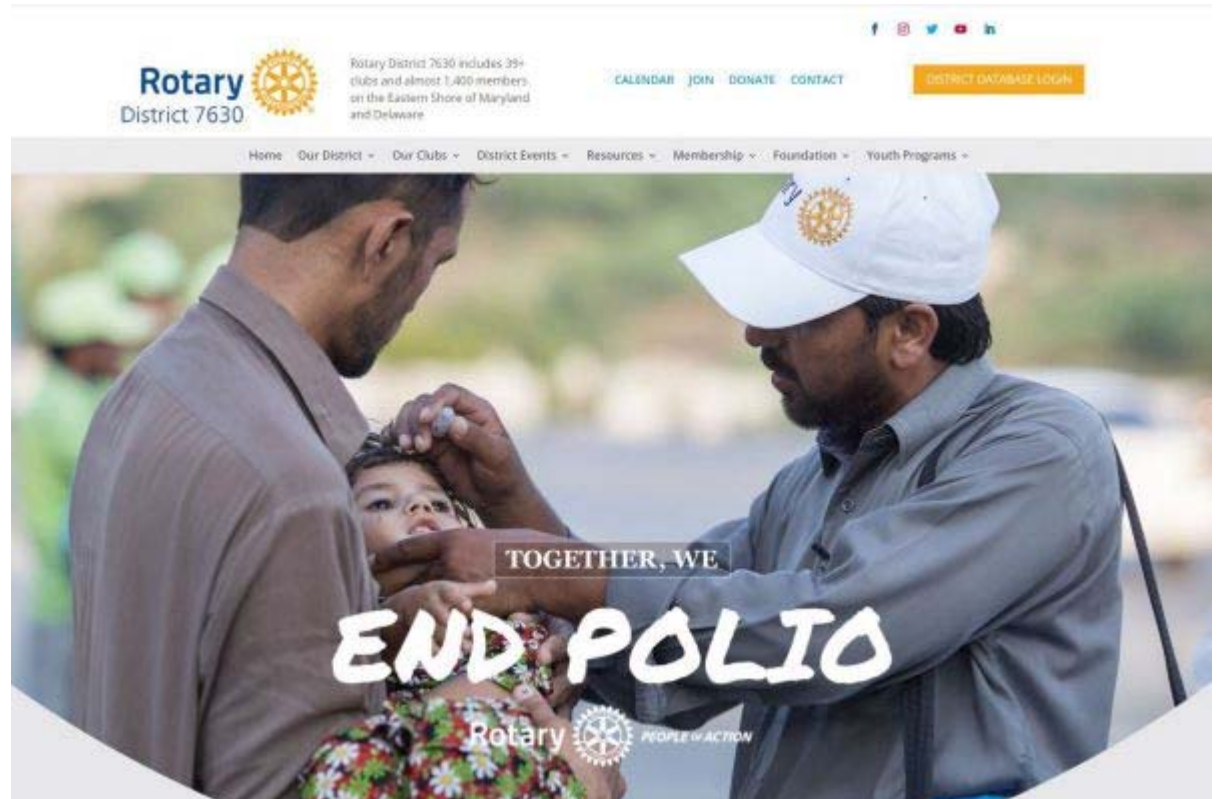 Rotary
District 7630
Rotary District 7630 includes 39+
clubs and almost 1,400 members
on the Eastern Shore of Maryland
and Delaware
CALENDAR JOIN DONATE CONTACT
DISTRICT DATABASE LOGIN
Home Our District Our Clubs District Events Resources Membership Foundation Youth Programs
ry
TOGETHER, WE
END POLIO
Rotary
PEOPLE OF ACTION